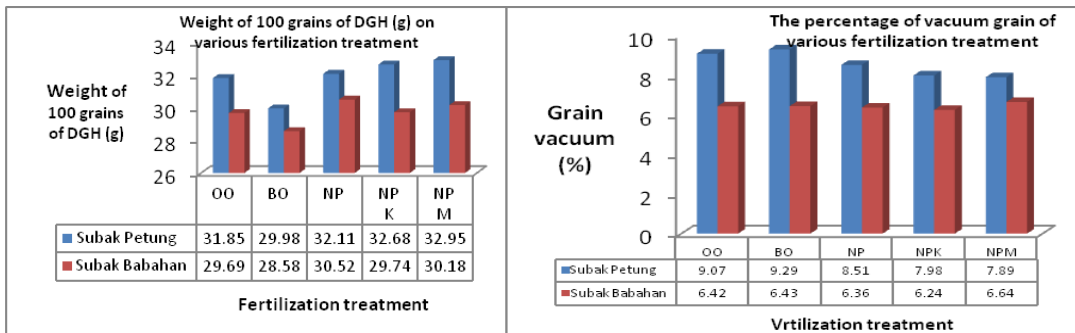 Weight of 100 grains of DGH (g) on
various fertilization treatment
34
32
30
28
26
Weight of
100 grains
of DGH (g)
OO BO NP NP K NP M
Subak Petung 31.85 29.98 32.11 32.68 32.95
Subak Babahan 29.69 28.58 30.52 29.74 30.18
Fertilization treatment
The percentage of vacuum grain of
various fertilization treatment
10
8
6
4
2
0
Grain
vacuum
(%)
OO BO NP NPK NPM
Subak Petung 9.07 9.29 8.51 7.98 7.89
Subak Babahan 6.42 6.43 6.36 6.24 6.64
Vrtilization treatment